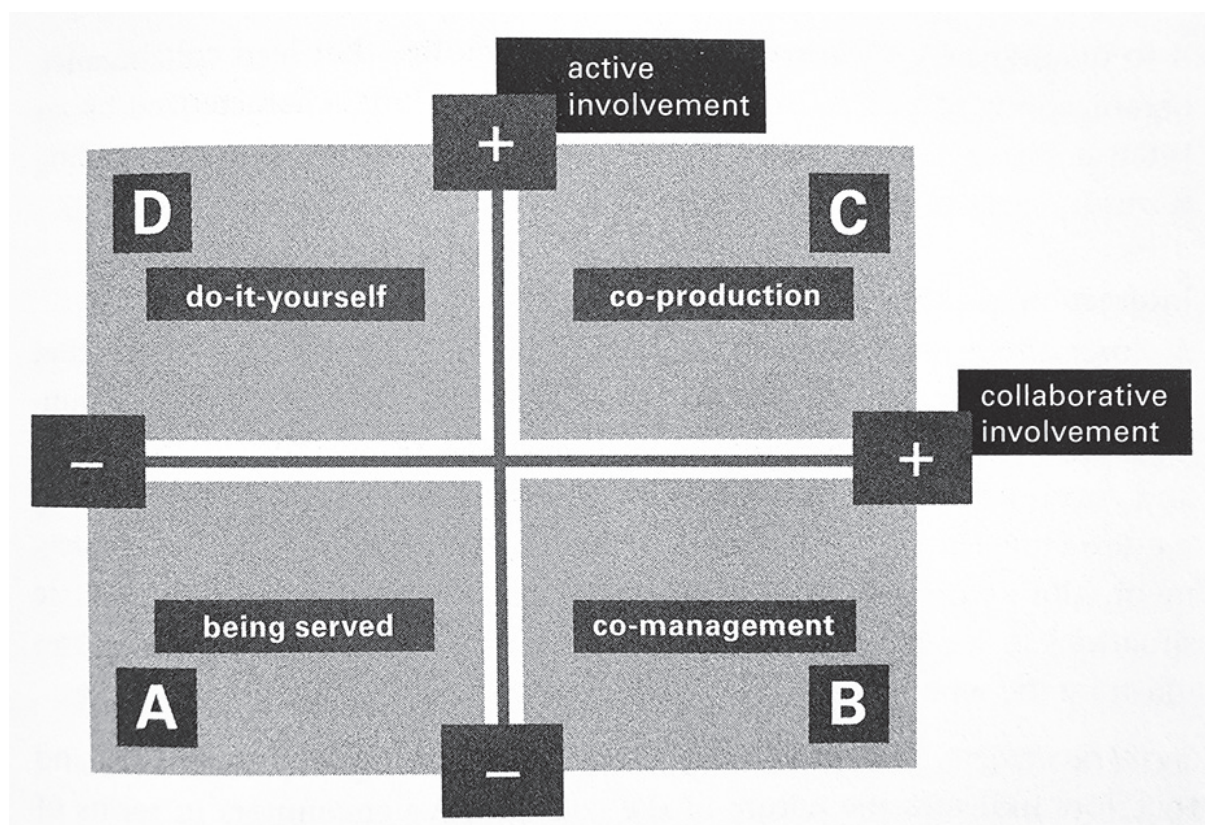 active
involvement
+
D
C
do-it-yourself
co-production
collaborative
involvement
–
+
being served
co-management
A
B
–